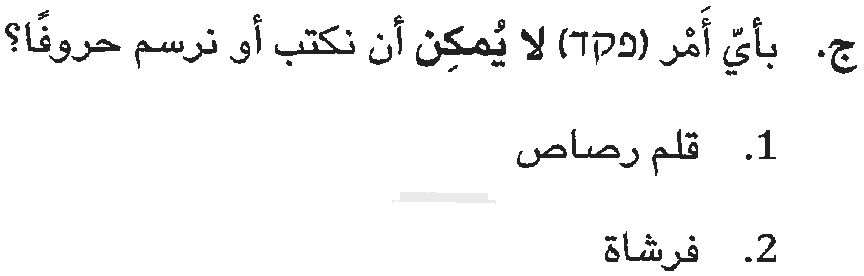 ج. بأيّ أَمْر (פקד) لا يُمكِن أن نكتب أو نرسم حروفًا؟
1. قلم رصاص
2. فرشاة